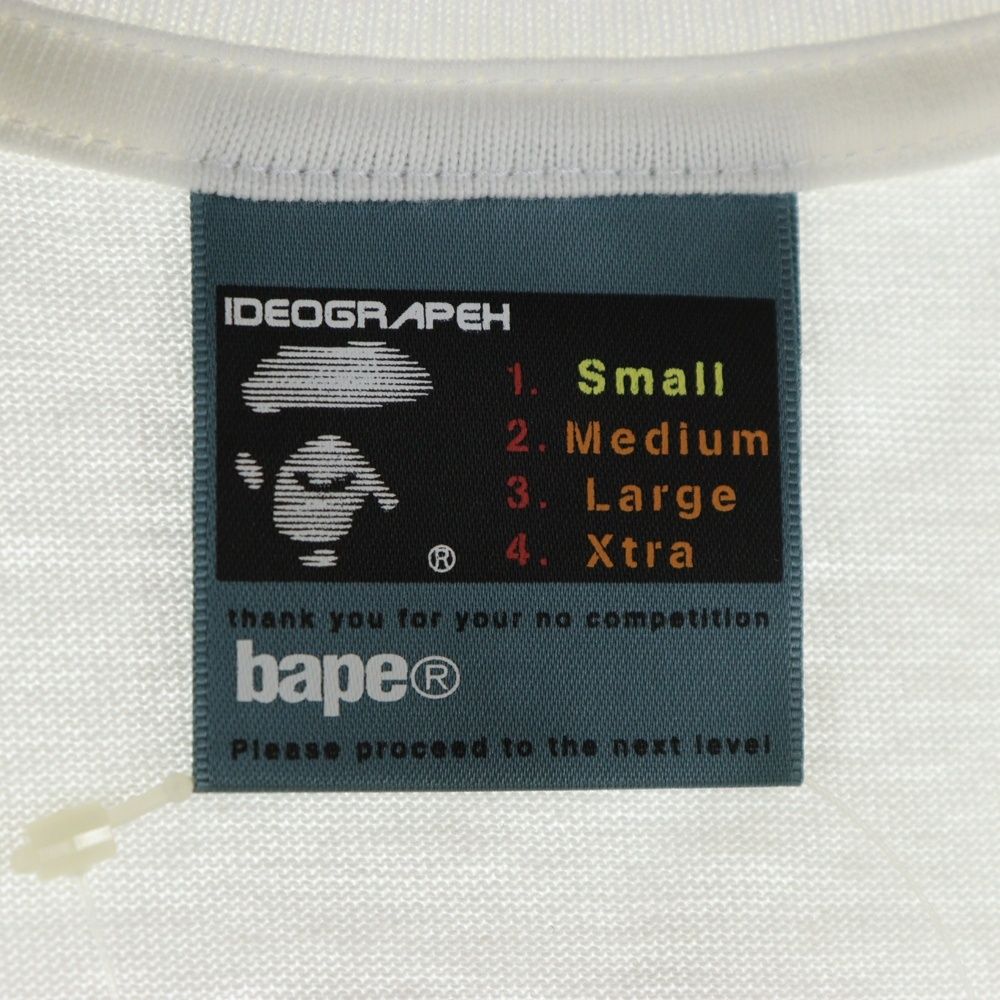 IDEOGRAPEH
1. Small
2. Medium
3. Large
4. Xtra
®
thank you for your no competition
bape®
Please proceed to the next level